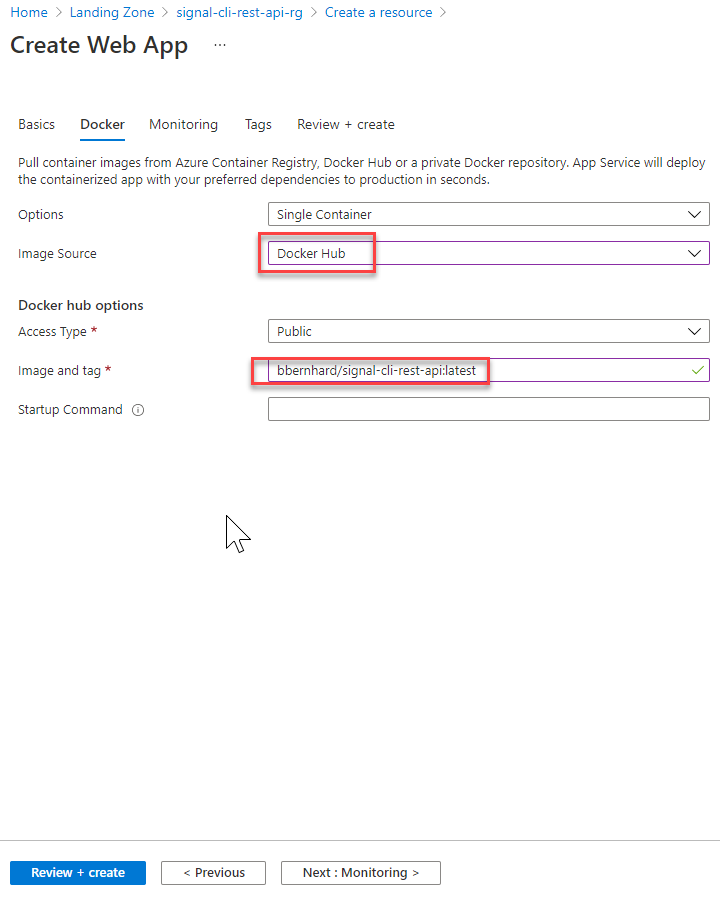 Home > Landing Zone > signal-cli-rest-api-rg > Create a resource >
Create Web App ...
Basics Docker Monitoring Tags Review + create
Pull container images from Azure Container Registry, Docker Hub or a private Docker repository. App Service will deploy
the containerized app with your preferred dependencies to production in seconds.
Options Single Container
Image Source Docker Hub
Docker hub options
Access Type * Public
Image and tag * bbernhard/signal-cli-rest-api:latest
Startup Command
Review + create < Previous Next : Monitoring >